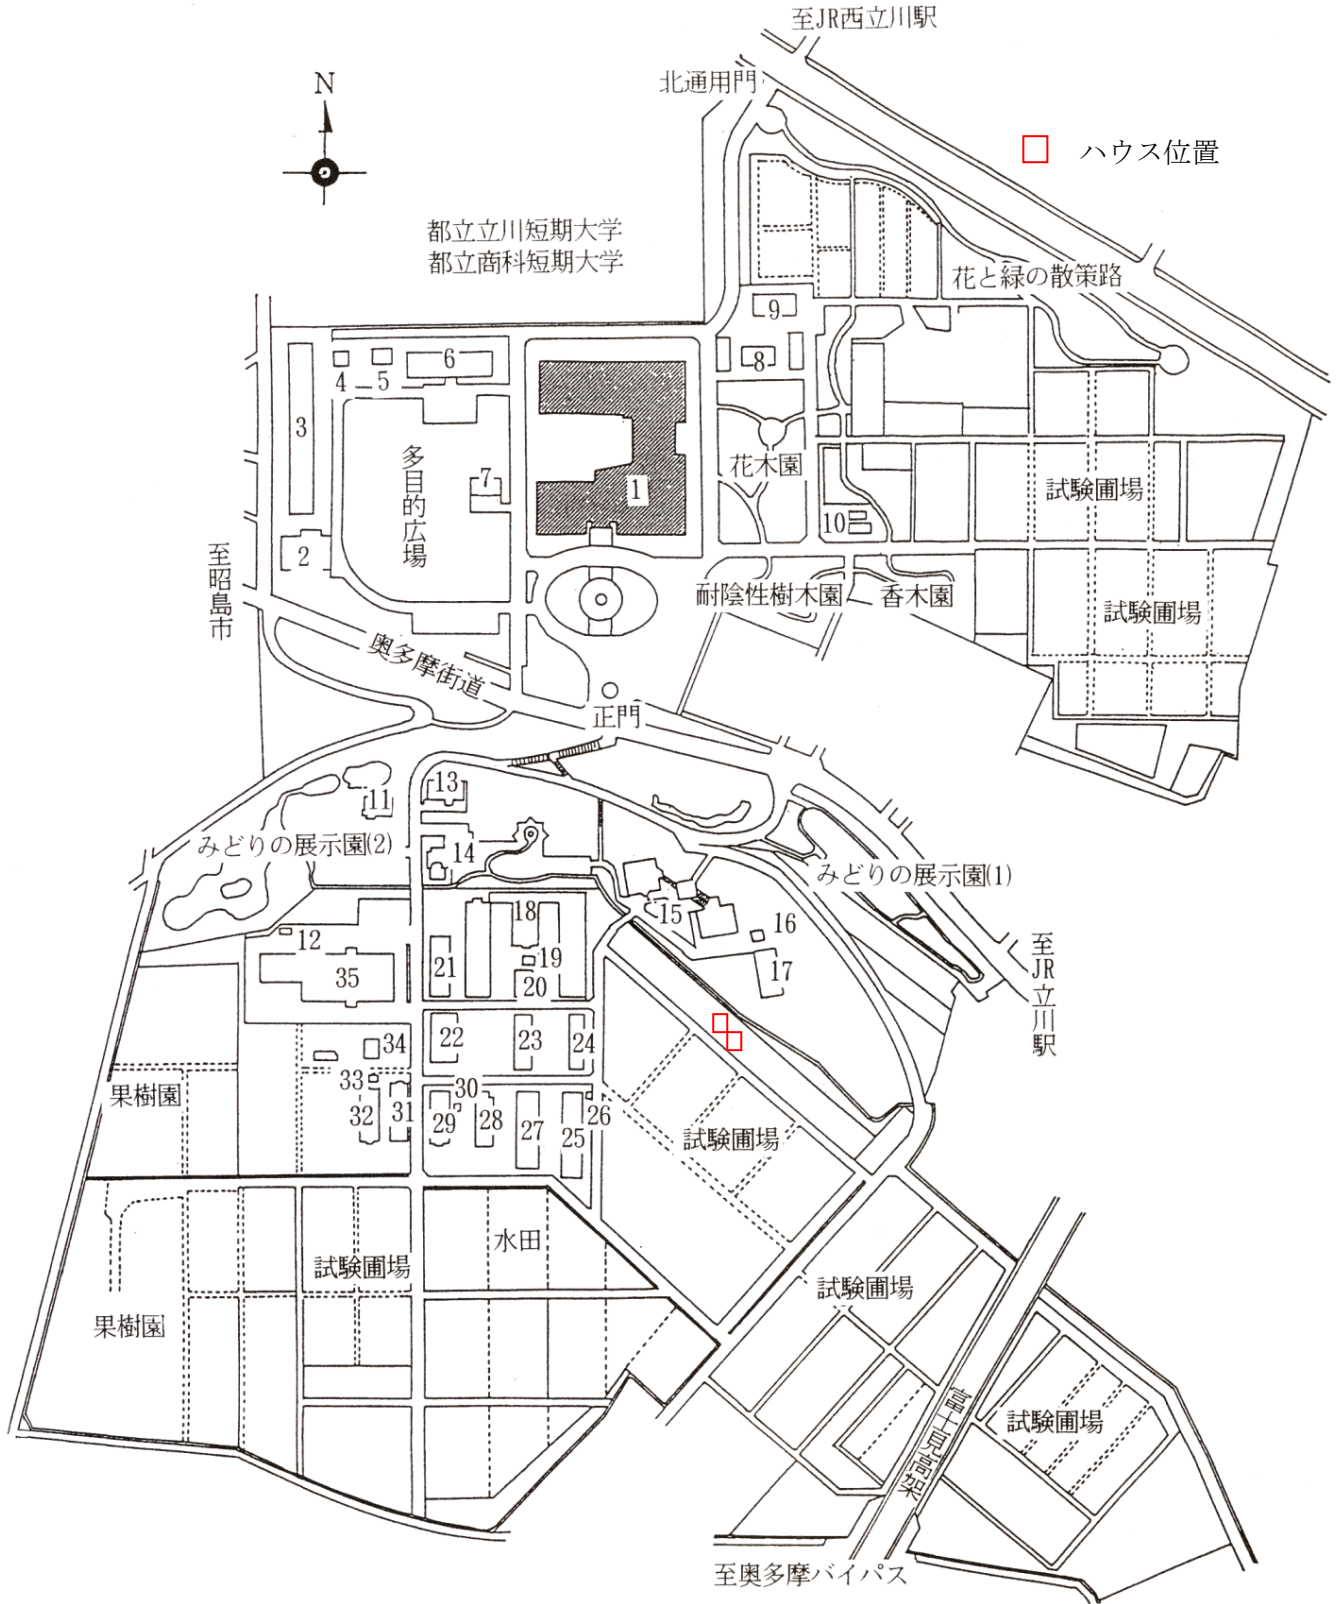 至JR西立川駅
北通用門
N
ハウス位置
都立立川短期大学
都立商科短期大学
花と緑の散策路
9
8
6
5
4
3
7
1
2
多目的広場
花木園
試験圃場
10
至昭島市
耐陰性樹木園
香木園
試験圃場
奥多摩街道
正門
13
11
みどりの展示園(2)
14
みどりの展示園(1)
15
16
17
18
19
20
21
12
35
至JR立川駅
22
23
24
34
33
32
31
30
29
28
27
26
25
果樹園
試験圃場
水田
試験圃場
試験圃場
果樹園
富士見高架
試験圃場
至奥多摩バイパス